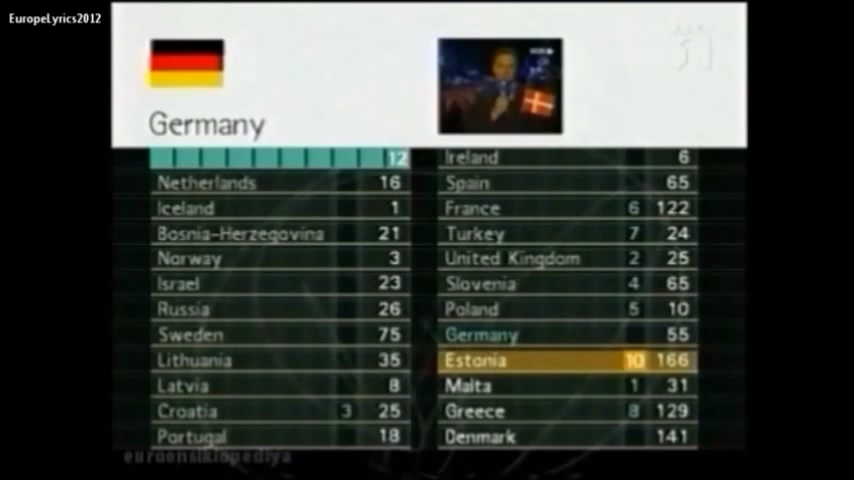 EuropeLyrics2012
Germany
12
Netherlands 16
Iceland 1
Bosnia-Herzegovina 21
Norway 3
Israel 23
Russia 26
Sweden 75
Lithuania 35
Latvia 8
Croatia 3 25
Portugal 18
Ireland 6
Spain 65
France 6 122
Turkey 7 24
United Kingdom 2 25
Slovenia 4 65
Poland 5 10
Germany 55
Estonia 10 166
Malta 1 31
Greece 8 129
Denmark 141
euroensiklopediya